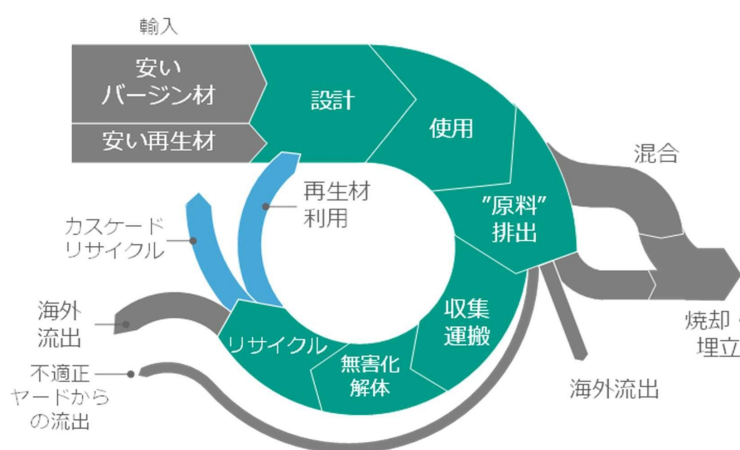 輸入
安い
バージン材
安い再生材
設計
使用
"原料"
排出
混合
焼却・
埋立
海外流出
収集
運搬
無害化
解体
リサイクル
再生材
利用
カスケード
リサイクル
海外
流出
不適正
ヤードから
の流出